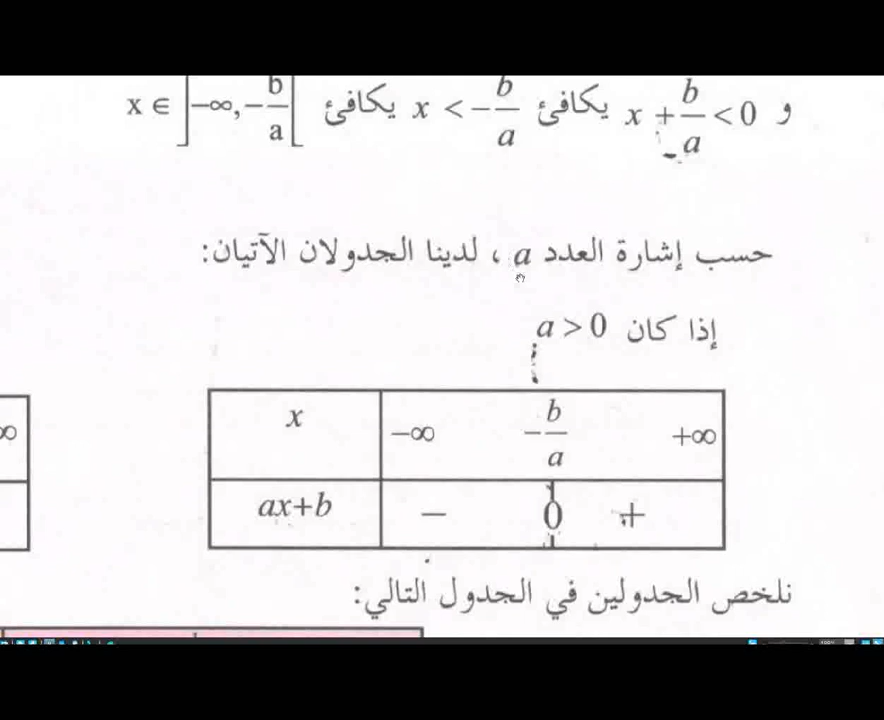 و x + b/a < 0 يكافئ x < -b/a يكافئ x ∈ ]-∞, -b/a[
حسب إشارة العدد a ، لدينا الجدولان الآتيان:
إذا كان a > 0
x -∞ -b/a +∞
∞
ax+b - 0 +
نلخص الجدولين في الجدول التالي: